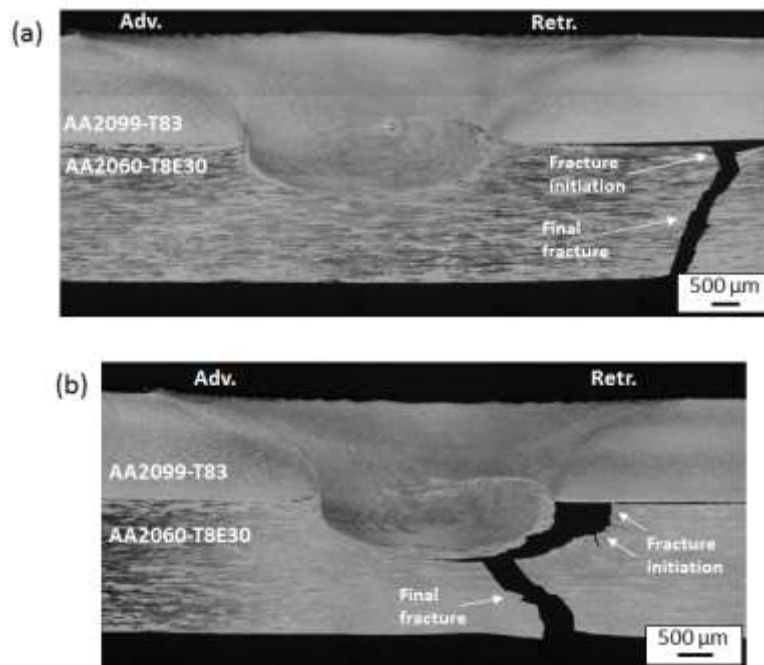 (a)
Adv.
Retr.
AA2099-T83
AA2060-T8E30
Fracture
initiation
Final
fracture
500 µm
(b)
Adv.
Retr.
AA2099-T83
AA2060-T8E30
Fracture
initiation
Final
fracture
500 µm